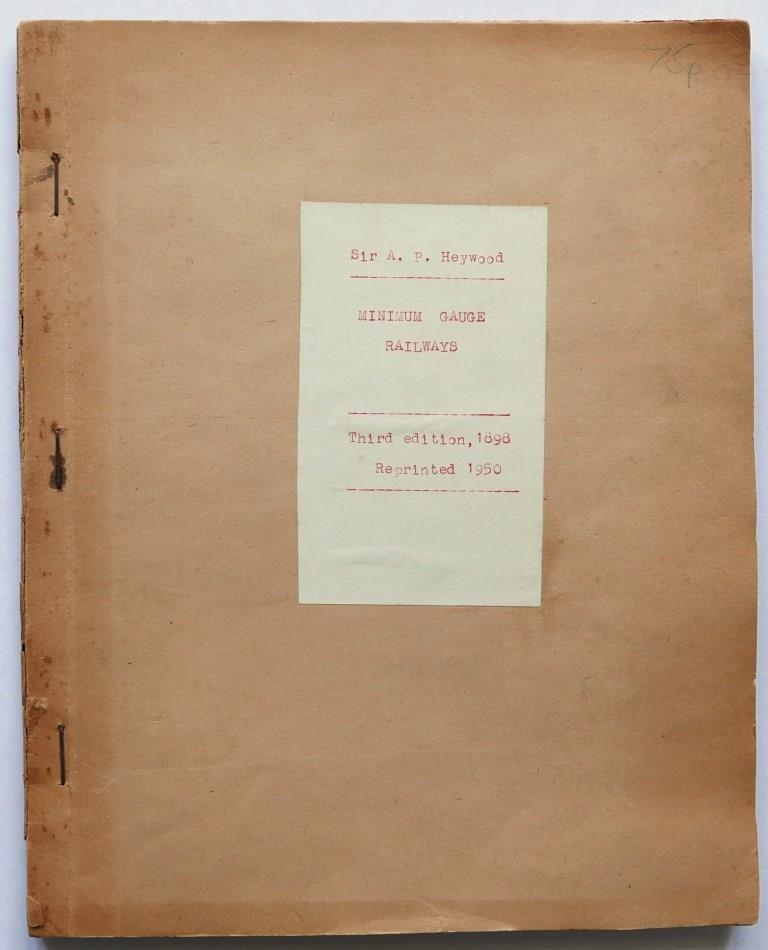 75p
Sir A. P. Heywood
MINIMUM GAUGE
RAILWAYS
Third edition, 1898
Reprinted 1950